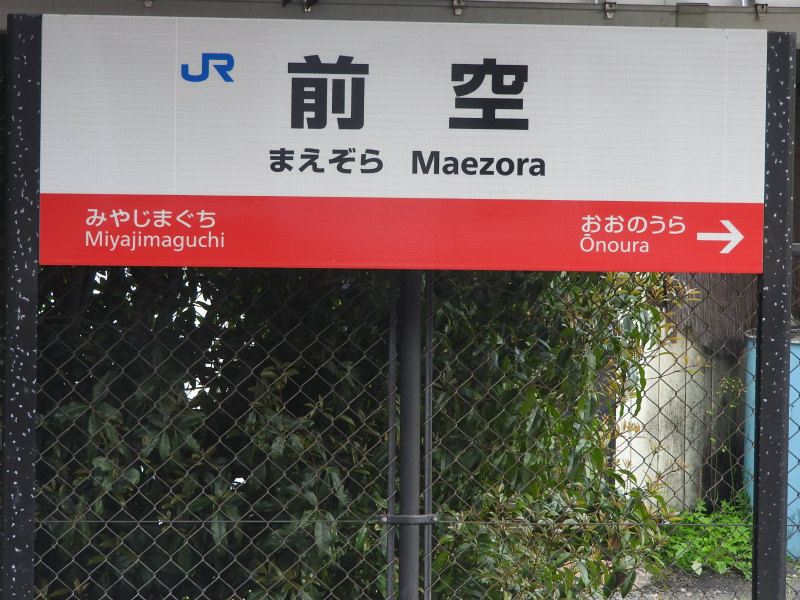 JR
前空
まえぞら Maezora
みやじまぐち
Miyajimaguchi
おおのうら
Ōnoura
→